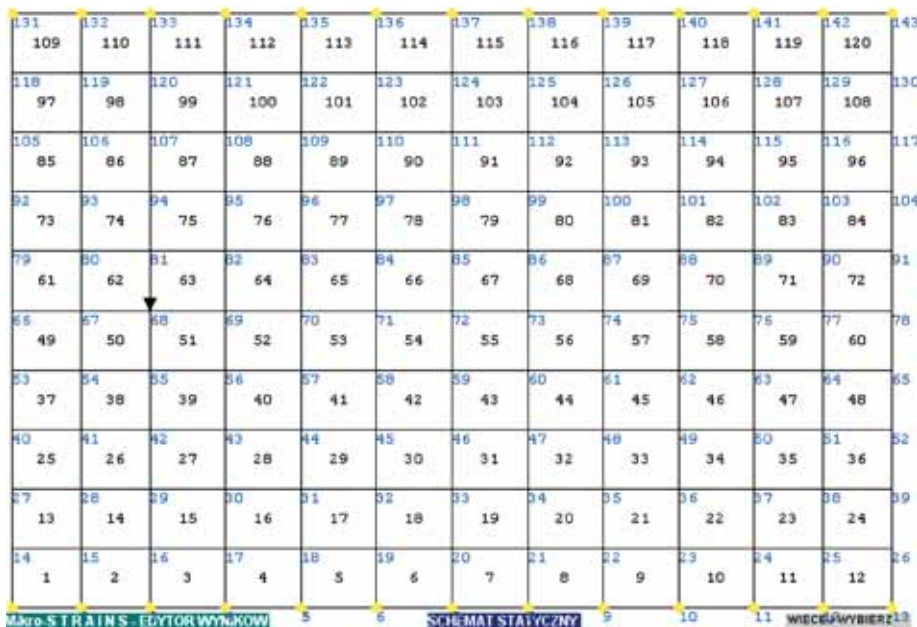 131 132 133 134 135 136 137 138 139 140 141 142 143
109 110 111 112 113 114 115 116 117 118 119 120
118 119 120 121 122 123 124 125 126 127 128 129 130
97 98 99 100 101 102 103 104 105 106 107 108
105 106 107 108 109 110 111 112 113 114 115 116 117
85 86 87 88 89 90 91 92 93 94 95 96
92 93 94 95 96 97 98 99 100 101 102 103 104
73 74 75 76 77 78 79 80 81 82 83 84
79 80 81 82 83 84 85 86 87 88 89 90 91
61 62 63 64 65 66 67 68 69 70 71 72
66 67 68 69 70 71 72 73 74 75 76 77 78
49 50 51 52 53 54 55 56 57 58 59 60
53 54 55 56 57 58 59 60 61 62 63 64 65
37 38 39 40 41 42 43 44 45 46 47 48
40 41 42 43 44 45 46 47 48 49 50 51 52
25 26 27 28 29 30 31 32 33 34 35 36
27 28 29 30 31 32 33 34 35 36 37 38 39
13 14 15 16 17 18 19 20 21 22 23 24
14 15 16 17 18 19 20 21 22 23 24 25 26
1 2 3 4 5 6 7 8 9 10 11 12
Mikro-S T R A I N S - EDYTOR WYNIKOW 5 6 SCHEMAT STATYCZNY 9 10 11 WIECEJ-WYBIERZ 13